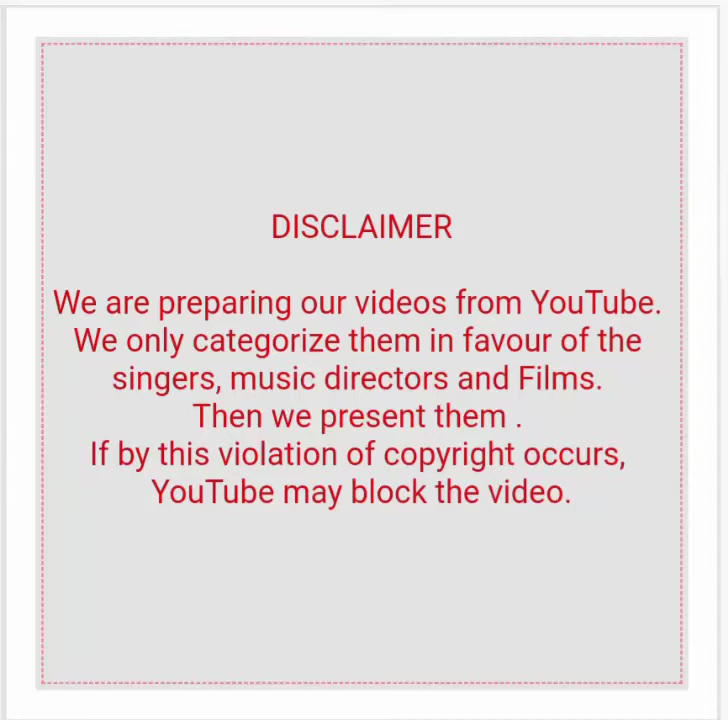 DISCLAIMER
We are preparing our videos from YouTube.
We only categorize them in favour of the
singers, music directors and Films.
Then we present them .
If by this violation of copyright occurs,
YouTube may block the video.